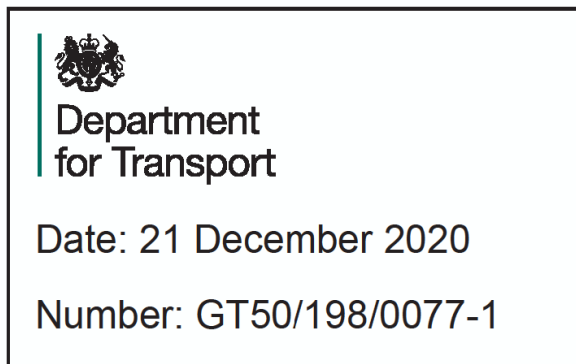 Department
for Transport
Date: 21 December 2020
Number: GT50/198/0077-1